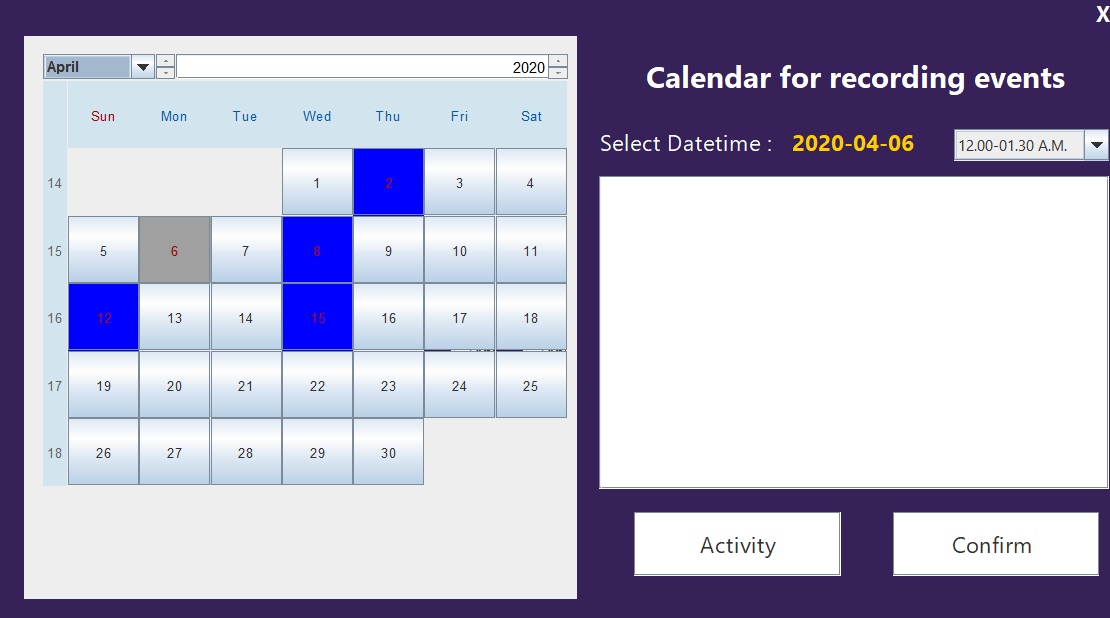 X
April 2020
Calendar for recording events
Sun Mon Tue Wed Thu Fri Sat
Select Datetime : 2020-04-06 12.00-01.30 A.M.
14 1 2 3 4
15 5 6 7 8 9 10 11
16 12 13 14 15 16 17 18
17 19 20 21 22 23 24 25
18 26 27 28 29 30
Activity Confirm